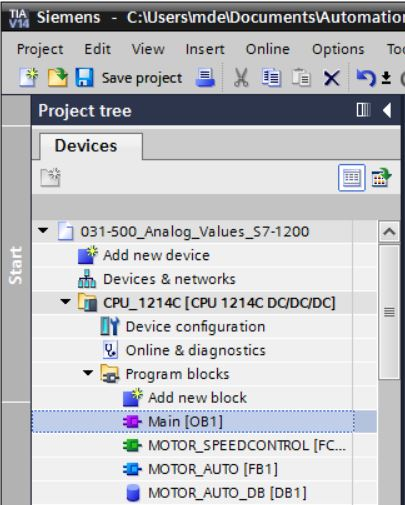 TIA V14 Siemens - C:\Users\mde\Documents\Automation
Project Edit View Insert Online Options
Save project
Project tree
Devices
Start
031-500_Analog_Values_S7-1200
Add new device
Devices & networks
CPU_1214C [CPU 1214C DC/DC/DC]
Device configuration
Online & diagnostics
Program blocks
Add new block
Main [OB1]
MOTOR_SPEEDCONTROL [FC...
MOTOR_AUTO [FB1]
MOTOR_AUTO_DB [DB1]